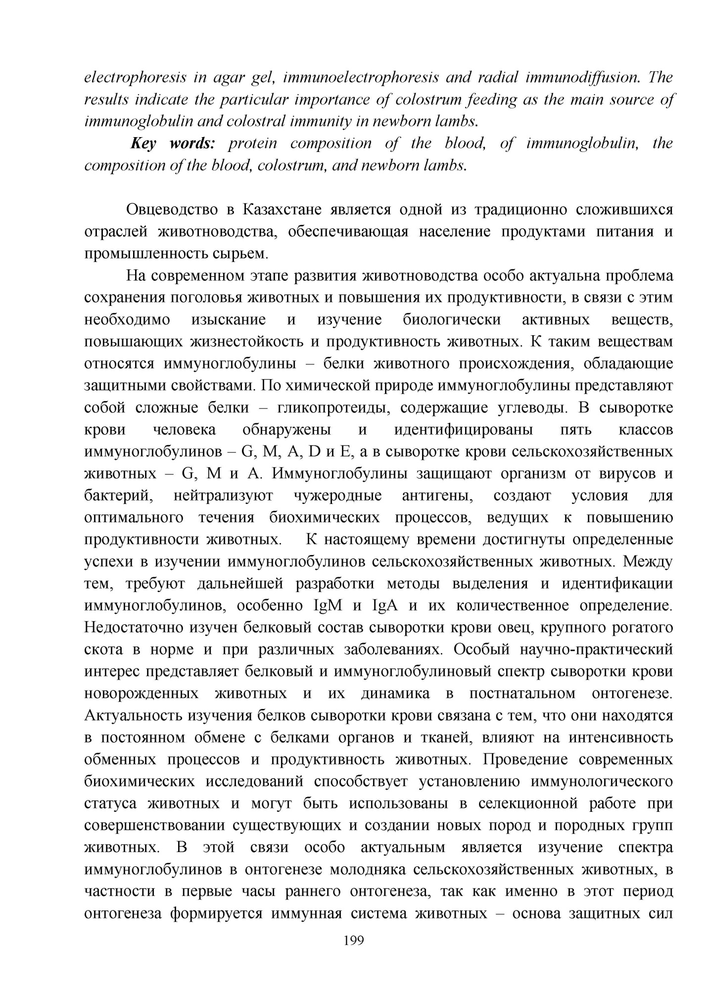 electrophoresis in agar gel, immunoelectrophoresis and radial immunodiffusion. The
results indicate the particular importance of colostrum feeding as the main source of
immunoglobulin and colostral immunity in newborn lambs.
Key words: protein composition of the blood, of immunoglobulin, the
composition of the blood, colostrum, and newborn lambs.
Овцеводство в Казахстане является одной из традиционно сложившихся
отраслей животноводства, обеспечивающая население продуктами питания и
промышленность сырьем.
На современном этапе развития животноводства особо актуальна проблема
сохранения поголовья животных и повышения их продуктивности, в связи с этим
необходимо изыскание и изучение биологически активных веществ,
повышающих жизнестойкость и продуктивность животных. К таким веществам
относятся иммуноглобулины – белки животного происхождения, обладающие
защитными свойствами. По химической природе иммуноглобулины представляют
собой сложные белки – гликопротеиды, содержащие углеводы. В сыворотке
крови человека обнаружены и идентифицированы пять классов
иммуноглобулинов – G, M, A, D и E, а в сыворотке крови сельскохозяйственных
животных – G, M и A. Иммуноглобулины защищают организм от вирусов и
бактерий, нейтрализуют чужеродные антигены, создают условия для
оптимального течения биохимических процессов, ведущих к повышению
продуктивности животных. К настоящему времени достигнуты определенные
успехи в изучении иммуноглобулинов сельскохозяйственных животных. Между
тем, требуют дальнейшей разработки методы выделения и идентификации
иммуноглобулинов, особенно IgM и IgA и их количественное определение.
Недостаточно изучен белковый состав сыворотки крови овец, крупного рогатого
скота в норме и при различных заболеваниях. Особый научно-практический
интерес представляет белковый и иммуноглобулиновый спектр сыворотки крови
новорожденных животных и их динамика в постнатальном онтогенезе.
Актуальность изучения белков сыворотки крови связана с тем, что они находятся
в постоянном обмене с белками органов и тканей, влияют на интенсивность
обменных процессов и продуктивность животных. Проведение современных
биохимических исследований способствует установлению иммунологического
статуса животных и могут быть использованы в селекционной работе при
совершенствовании существующих и создании новых пород и породных групп
животных. В этой связи особо актуальным является изучение спектра
иммуноглобулинов в онтогенезе молодняка сельскохозяйственных животных, в
частности в первые часы раннего онтогенеза, так как именно в этот период
онтогенеза формируется иммунная система животных – основа защитных сил
199